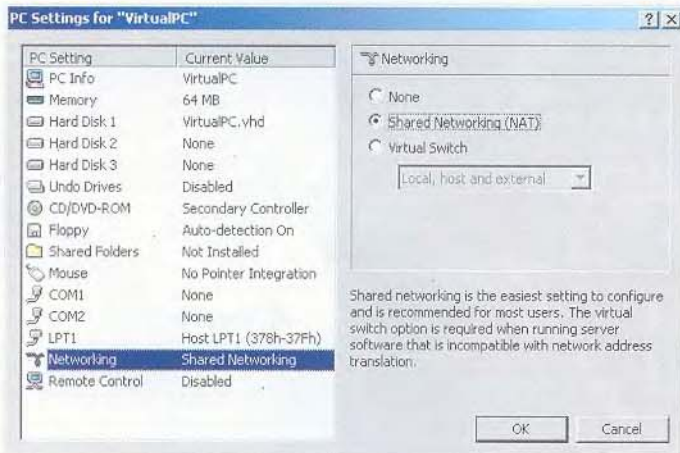 PC Settings for "VirtualPC"
PC Setting Current Value
PC Info VirtualPC
Memory 64 MB
Hard Disk 1 VirtualPC.vhd
Hard Disk 2 None
Hard Disk 3 None
Undo Drives Disabled
CD/DVD-ROM Secondary Controller
Floppy Auto-detection On
Shared Folders Not Installed
Mouse No Pointer Integration
COM1 None
COM2 None
LPT1 Host LPT1 (378h-37Fh)
Networking Shared Networking
Remote Control Disabled
Networking
None
Shared Networking (NAT)
Virtual Switch
Local, host and external
Shared networking is the easiest setting to configure
and is recommended for most users. The virtual
switch option is required when running server
software that is incompatible with network address
translation.
OK Cancel